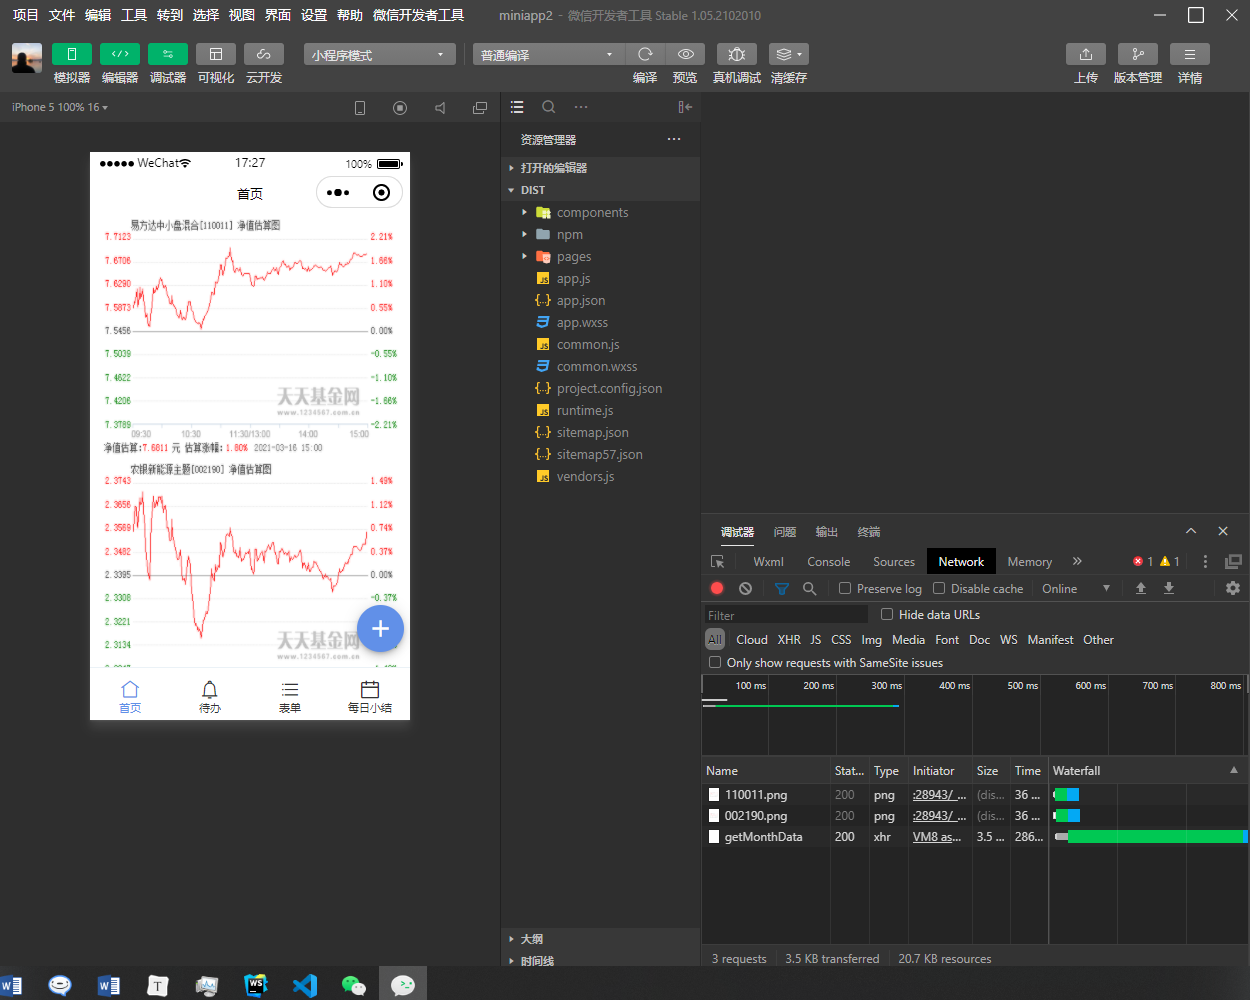 项目 文件 编辑 工具 转到 选择 视图 界面 设置 帮助 微信开发者工具 miniapp2 - 微信开发者工具 Stable 1.05.2102010
模拟器 编辑器 调试器 可视化 云开发
小程序模式
普通编译
编译 预览 真机调试 清缓存
上传 版本管理 详情
iPhone 5 100% 16
WeChat 17:27 100%
首页
易方达中小盘混合[110011] 净值估算图
7.7123 2.21%
7.6706 1.66%
7.6290 1.10%
7.5873 0.55%
7.5456 0.00%
7.5039 -0.55%
7.4622 -1.10%
7.4206 -1.66%
7.3789 -2.21%
天天基金网
www.1234567.com.cn
09:30 10:30 11:30/13:00 14:00 15:00
净值估算:7.6811 元 估算涨幅:1.80% 2021-03-16 15:00
农银新能源主题[002190] 净值估算图
2.3743 1.49%
2.3656 1.12%
2.3569 0.74%
2.3482 0.37%
2.3395 0.00%
2.3308 -0.37%
2.3221
2.3134
天天基金网
www.1234567.com.cn
首页 待办 表单 每日小结
资源管理器
打开的编辑器
DIST
components
npm
pages
app.js
app.json
app.wxss
common.js
common.wxss
project.config.json
runtime.js
sitemap.json
sitemap57.json
vendors.js
大纲
时间线
调试器 问题 输出 终端
Wxml Console Sources Network Memory 1 1
Preserve log Disable cache Online
Filter Hide data URLs
All Cloud XHR JS CSS Img Media Font Doc WS Manifest Other
Only show requests with SameSite issues
100 ms 200 ms 300 ms 400 ms 500 ms 600 ms 700 ms 800 ms
Name Stat... Type Initiator Size Time Waterfall
110011.png 200 png :28943/_... (dis... 36 ...
002190.png 200 png :28943/_... (dis... 36 ...
getMonthData 200 xhr VM8 as... 3.5 ... 286...
3 requests 3.5 KB transferred 20.7 KB resources